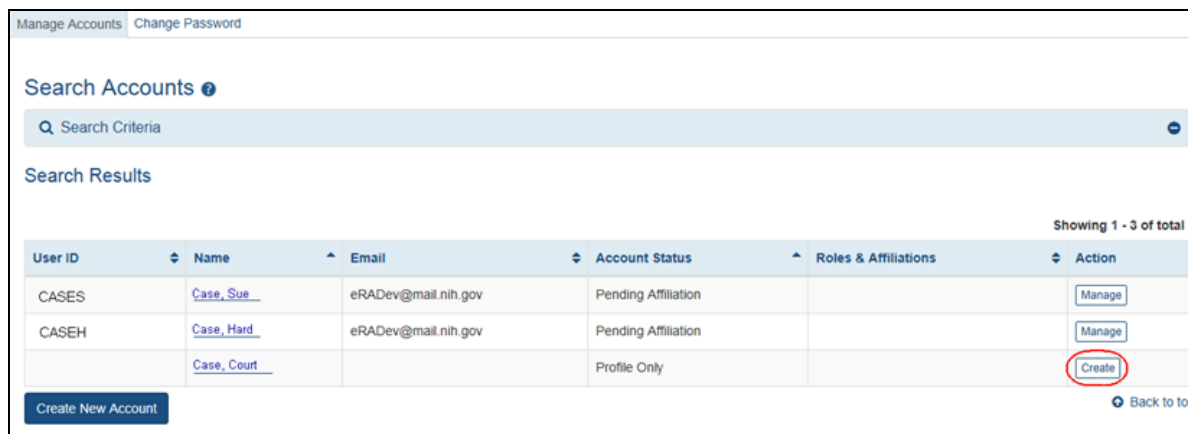 Manage Accounts Change Password
Search Accounts
Search Criteria
Search Results
Showing 1 - 3 of total
User ID Name Email Account Status Roles & Affiliations Action
CASES Case, Sue eRADev@mail.nih.gov Pending Affiliation Manage
CASEH Case, Hard eRADev@mail.nih.gov Pending Affiliation Manage
Case, Court Profile Only Create
Create New Account Back to to